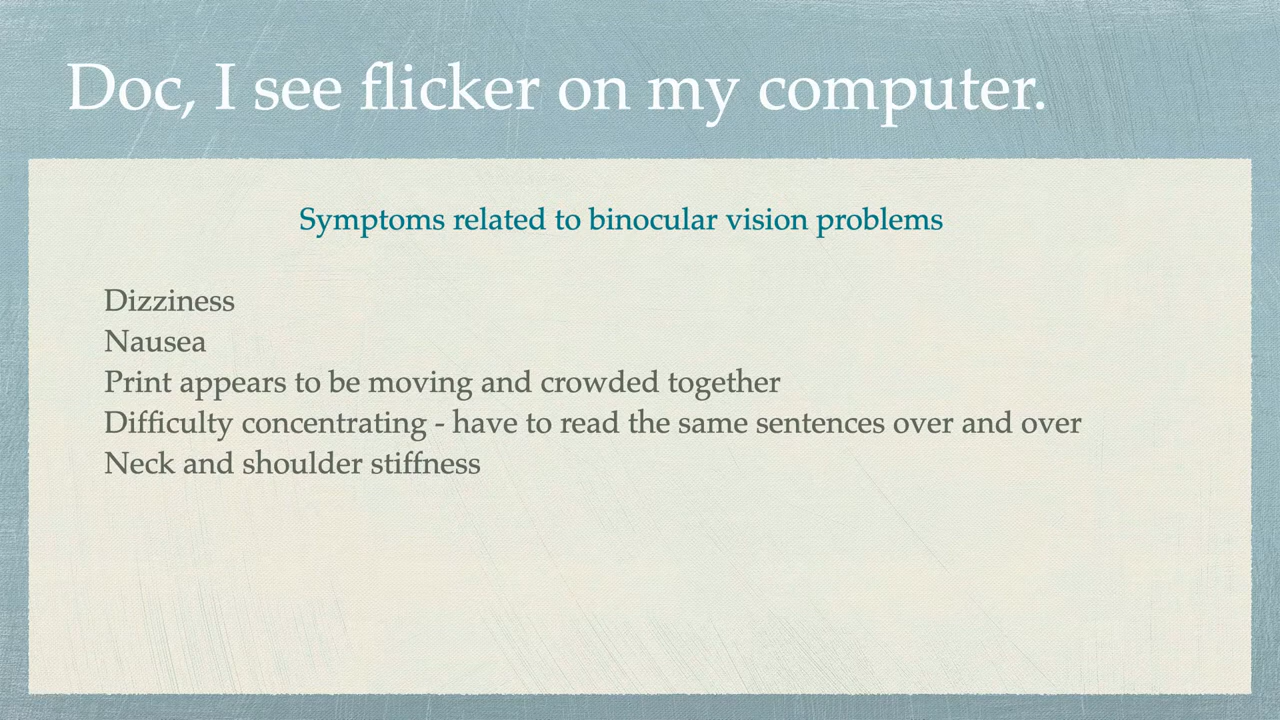 Doc, I see flicker on my computer.
Symptoms related to binocular vision problems
Dizziness
Nausea
Print appears to be moving and crowded together
Difficulty concentrating - have to read the same sentences over and over
Neck and shoulder stiffness